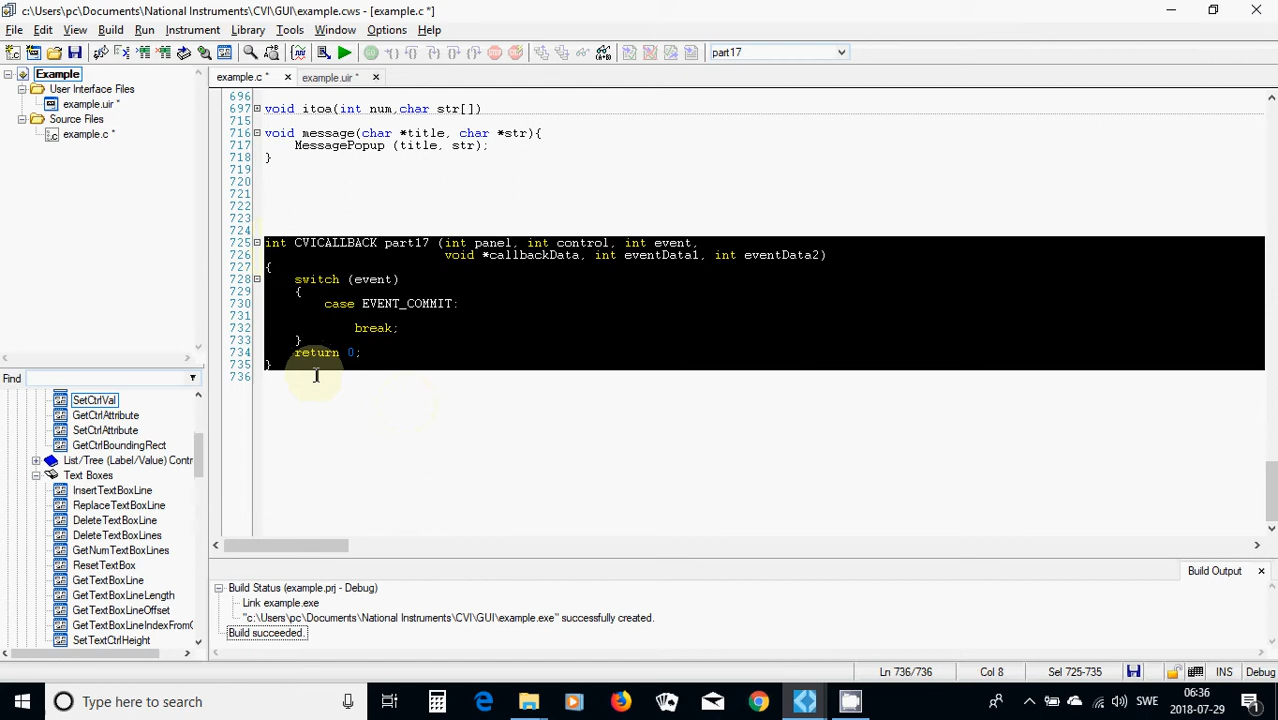 c:\Users\pc\Documents\National Instruments\CVI\GUI\example.cws - [example.c *]
File Edit View Build Run Instrument Library Tools Window Options Help
part17
Example
User Interface Files
example.uir *
Source Files
example.c *
example.c *
example.uir *
696
697 void itoa(int num,char str[])
715
716 void message(char *title, char *str){
717 MessagePopup (title, str);
718 }
719
720
721
722
723
724
725 int CVICALLBACK part17 (int panel, int control, int event,
726 void *callbackData, int eventData1, int eventData2)
727 {
728 switch (event)
729 {
730 case EVENT_COMMIT:
731
732 break;
733 }
734 return 0;
735 }
736
Find
SetCtrlVal
GetCtrlAttribute
SetCtrlAttribute
GetCtrlBoundingRect
List/Tree (Label/Value) Contr
Text Boxes
InsertTextBoxLine
ReplaceTextBoxLine
DeleteTextBoxLine
DeleteTextBoxLines
GetNumTextBoxLines
ResetTextBox
GetTextBoxLine
GetTextBoxLineLength
GetTextBoxLineOffset
GetTextBoxLineIndexFromC
SetTextCtrlHeight
Build Output
Build Status (example.prj - Debug)
Link example.exe
"c:\Users\pc\Documents\National Instruments\CVI\GUI\example.exe" successfully created.
Build succeeded.
Ln 736/736 Col 8 Sel 725-735 INS Debug
Type here to search
SWE
06:36
2018-07-29
1